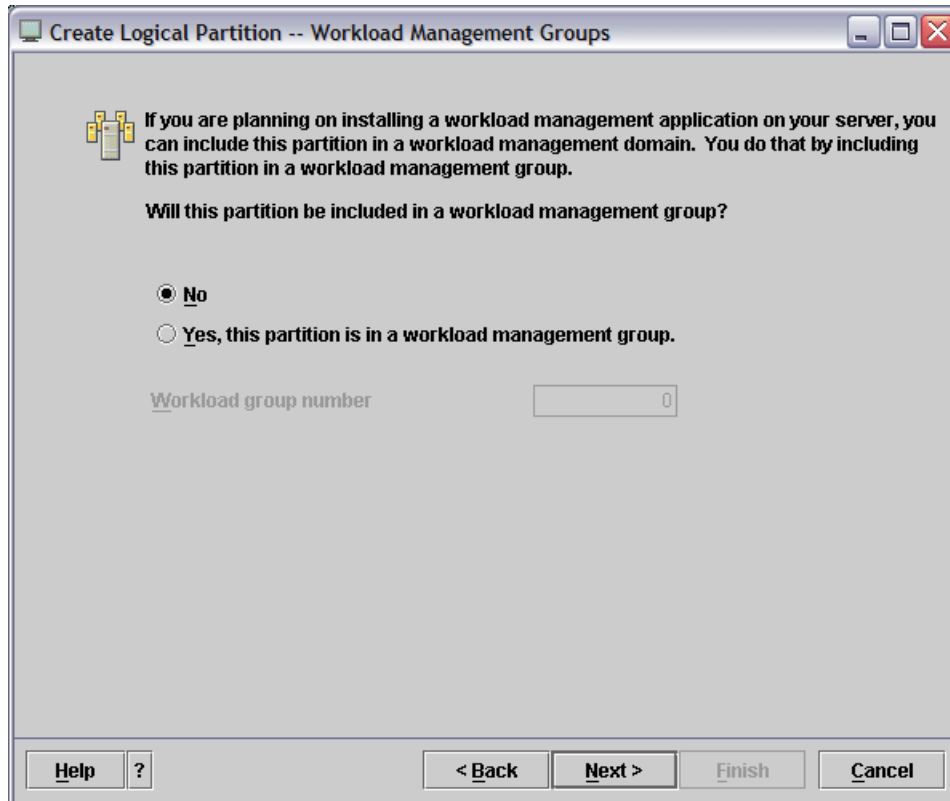 Create Logical Partition -- Workload Management Groups
If you are planning on installing a workload management application on your server, you
can include this partition in a workload management domain. You do that by including
this partition in a workload management group.
Will this partition be included in a workload management group?
No
Yes, this partition is in a workload management group.
Workload group number 0
Help ? < Back Next > Finish Cancel